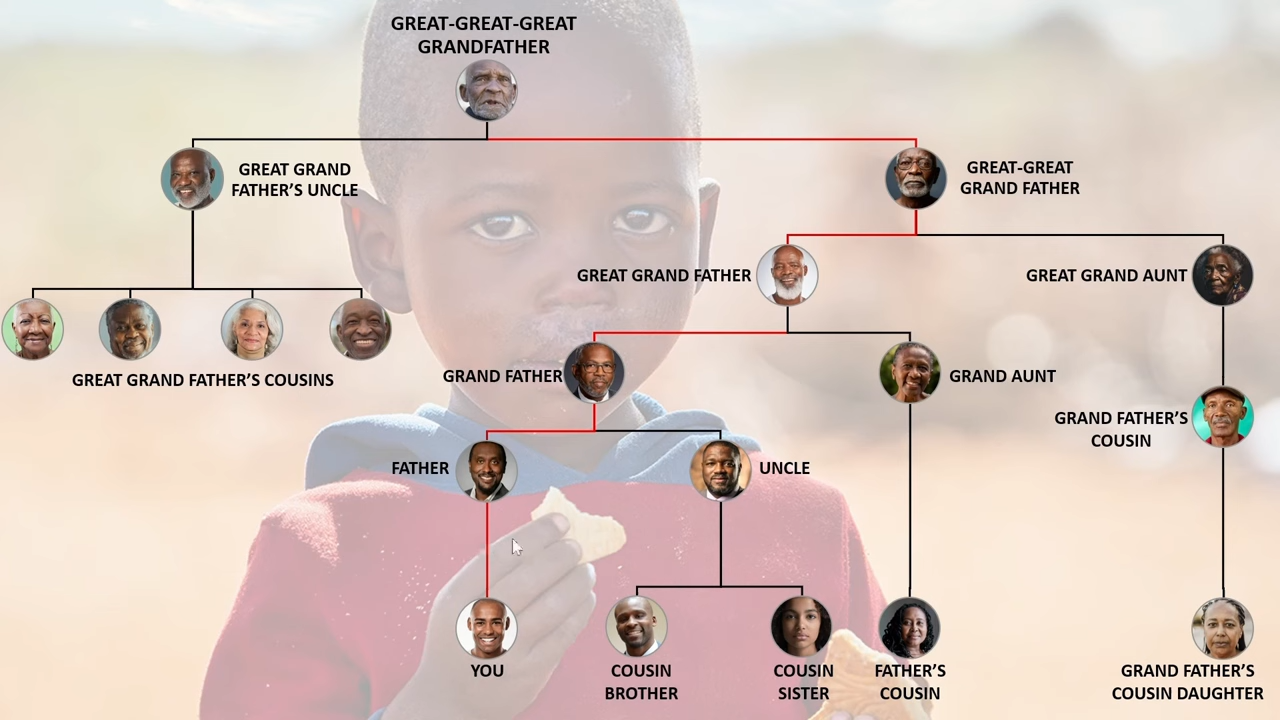 GREAT-GREAT-GREAT
GRANDFATHER
GREAT GRAND
FATHER'S UNCLE
GREAT-GREAT
GRAND FATHER
GREAT GRAND FATHER
GREAT GRAND AUNT
GREAT GRAND FATHER'S COUSINS
GRAND FATHER
GRAND AUNT
GRAND FATHER'S
COUSIN
FATHER
UNCLE
YOU
COUSIN
BROTHER
COUSIN
SISTER
FATHER'S
COUSIN
GRAND FATHER'S
COUSIN DAUGHTER